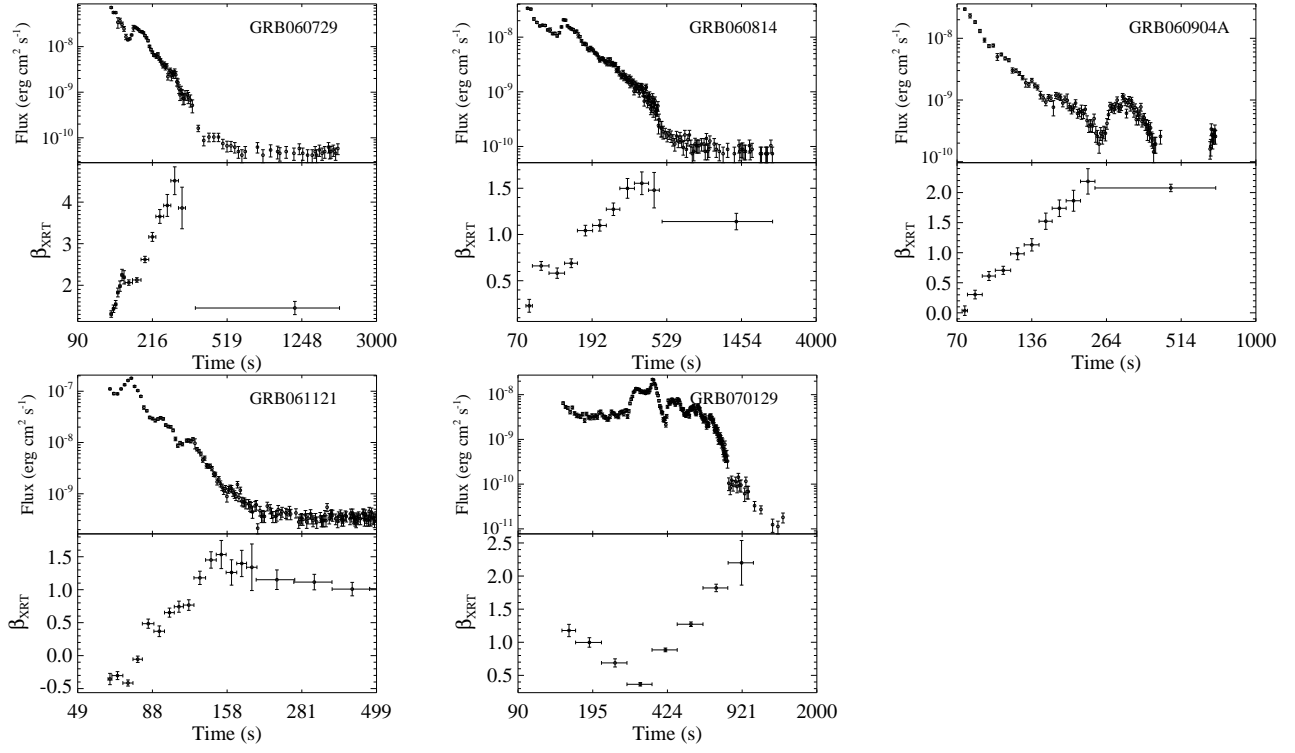 GRB060729
Flux (erg cm² s⁻¹)
10⁻⁸
10⁻⁹
10⁻¹⁰
β_XRT
4
3
2
90 216 519 1248 3000
Time (s)
GRB060814
Flux (erg cm² s⁻¹)
10⁻⁸
10⁻⁹
10⁻¹⁰
β_XRT
1.5
1.0
0.5
70 192 529 1454 4000
Time (s)
GRB060904A
Flux (erg cm² s⁻¹)
10⁻⁸
10⁻⁹
10⁻¹⁰
β_XRT
2.0
1.5
1.0
0.5
0.0
70 136 264 514 1000
Time (s)
GRB061121
Flux (erg cm² s⁻¹)
10⁻⁷
10⁻⁸
10⁻⁹
β_XRT
1.5
1.0
0.5
0.0
-0.5
49 88 158 281 499
Time (s)
GRB070129
Flux (erg cm² s⁻¹)
10⁻⁸
10⁻⁹
10⁻¹⁰
10⁻¹¹
β_XRT
2.5
2.0
1.5
1.0
0.5
90 195 424 921 2000
Time (s)